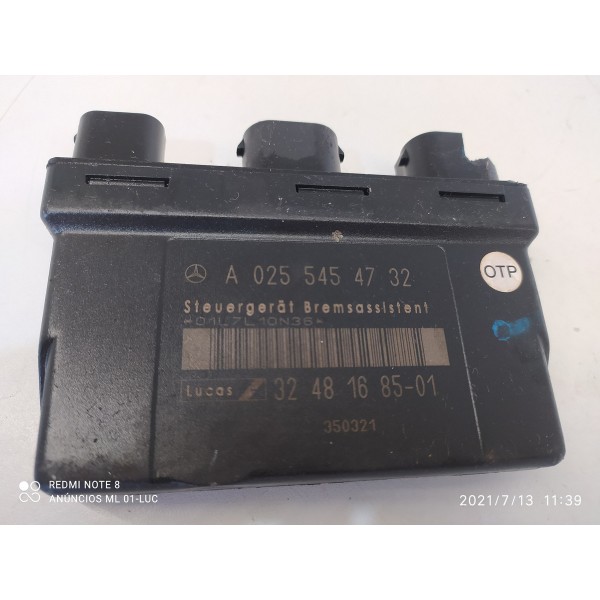 A 025 545 47 32
OTP
Steuergerät Bremsassistent
*01U7L10N36*
Lucas 32 48 16 85-01
350321
REDMI NOTE 8
ANÚNCIOS ML 01-LUC
2021/7/13 11:39